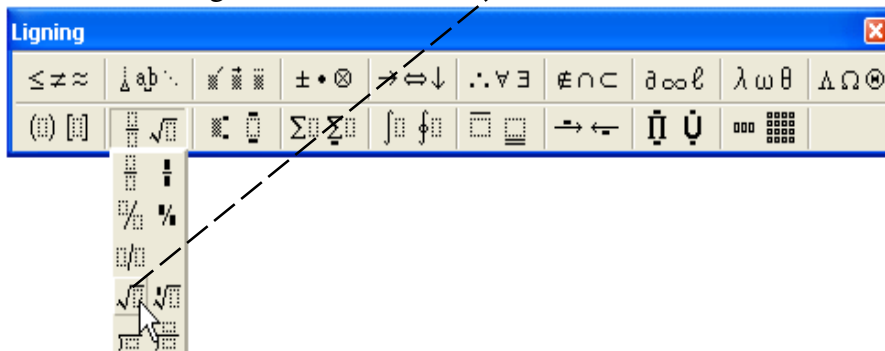 Ligning
≤ ≠ ≈ a͎b ⋱ ± • ⊗ ↛ ⇔ ↓ ∴ ∀ ∃ ∉ ∩ ⊂ ∂ ∞ ℓ λ ω θ Λ Ω Θ
(⬚) [⬚] √⬚ Σ⬚ Σ⬚ ∫⬚ ∮⬚ → ← Π̣ Ụ̇